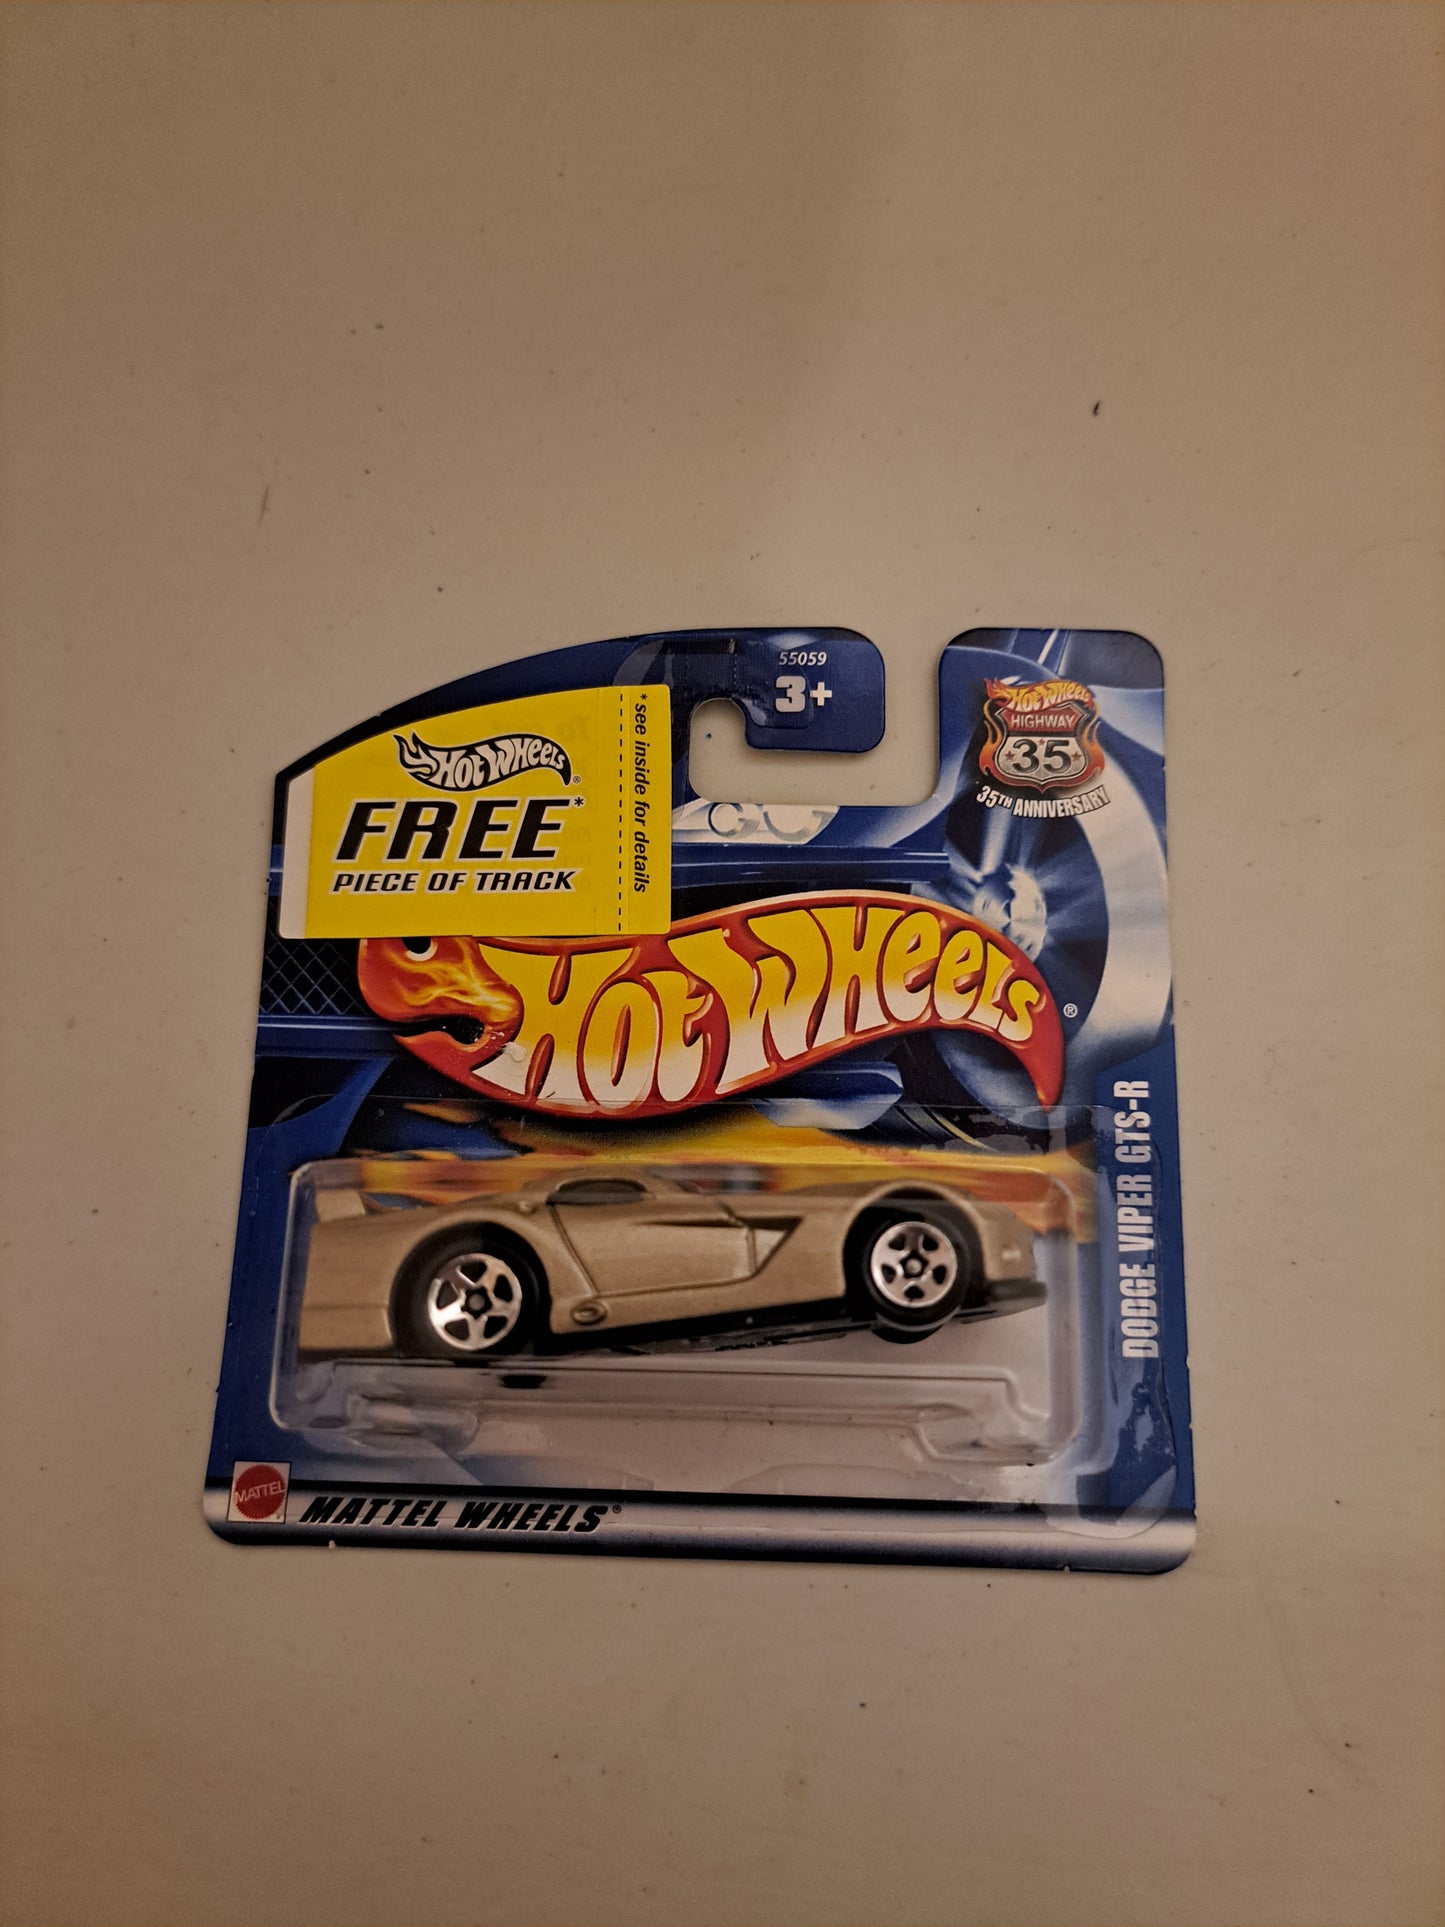 55059
3+
HOT WHEELS
HIGHWAY
35
35TH ANNIVERSARY
HOT WHEELS®
FREE*
PIECE OF TRACK
*see inside for details
HOT WHEELS®
DODGE VIPER GTS-R
MATTEL
MATTEL WHEELS®